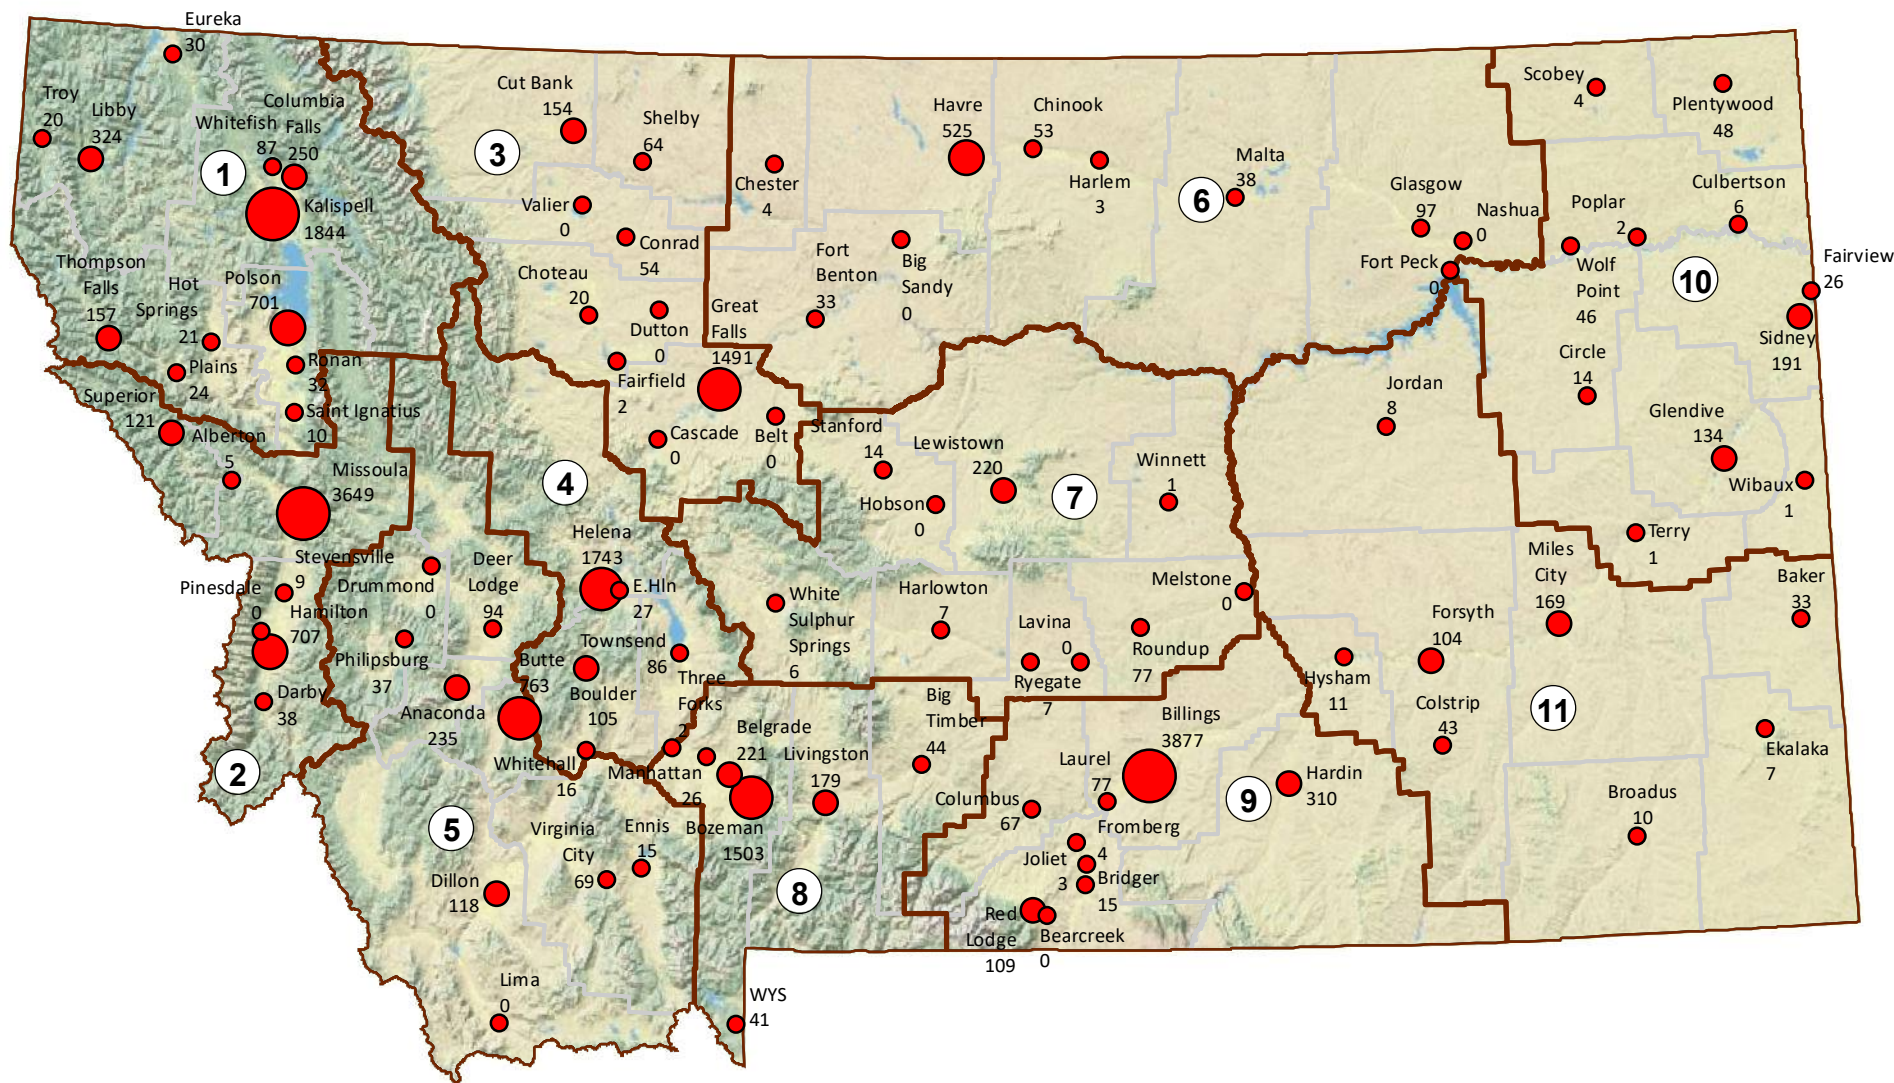 Eureka
30
Troy
20
Libby
324
Columbia
Falls
250
Whitefish
87
1
Kalispell
1844
Thompson
Falls
157
Hot
Springs
21
Polson
701
Plains
24
Ronan
32
Saint Ignatius
10
Superior
121
Alberton
5
Missoula
3649
Stevensville
9
Pinesdale
0
Hamilton
707
Darby
38
2
Cut Bank
154
Shelby
64
3
Valier
0
Conrad
54
Choteau
20
Dutton
0
Great
Falls
1491
Fairfield
2
Cascade
0
Belt
0
4
Helena
1743
E.Hln
27
Townsend
86
Boulder
105
Three
Forks
2
Drummond
0
Deer
Lodge
94
Philipsburg
37
Anaconda
235
Butte
763
Whitehall
16
5
Virginia
City
69
Ennis
15
Dillon
118
Lima
0
Havre
525
Chinook
53
Chester
4
Harlem
3
Malta
38
6
Glasgow
97
Nashua
0
Fort Peck
0
Fort
Benton
33
Big
Sandy
0
Stanford
14
Lewistown
220
Hobson
0
7
Winnett
1
White
Sulphur
Springs
6
Harlowton
7
Melstone
0
Lavina
0
Ryegate
7
Roundup
77
Manhattan
26
Belgrade
221
Bozeman
1503
Livingston
179
Big
Timber
44
8
WYS
41
Billings
3877
Laurel
77
Columbus
67
Fromberg
4
Joliet
3
Bridger
15
Red
Lodge
109
Bearcreek
0
9
Hardin
310
Scobey
4
Plentywood
48
Poplar
2
Culbertson
6
Wolf
Point
46
10
Fairview
26
Sidney
191
Circle
14
Glendive
134
Wibaux
1
Terry
1
Jordan
8
Miles
City
169
Baker
33
Forsyth
104
Hysham
11
Colstrip
43
11
Ekalaka
7
Broadus
10